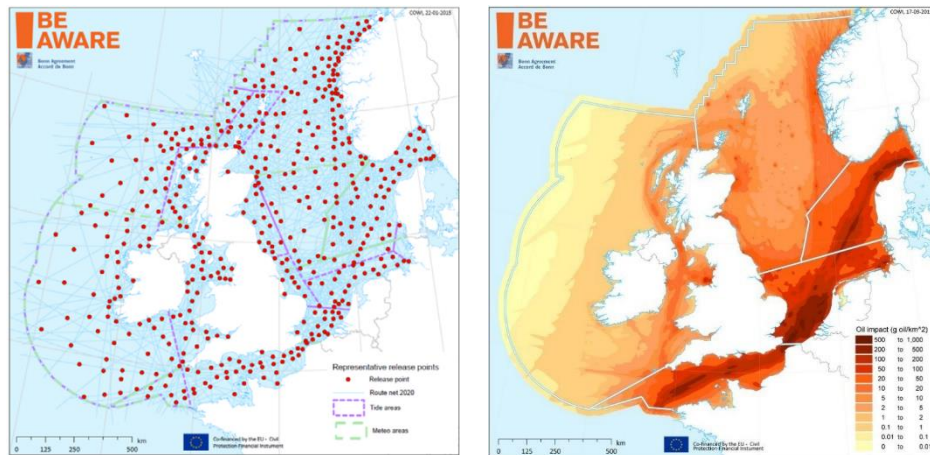 COWI, 22-01-2015
BE
AWARE
Bonn Agreement
Accord de Bonn
Representative release points
Release point
Route net 2020
Tide areas
Meteo areas
0 125 250 500
km
Co-financed by the EU - Civil
Protection Financial Instrument
BE
AWARE
Bonn Agreement
Accord de Bonn
Oil impact (g oil/km^2)
500 to 1,000
200 to 500
100 to 200
50 to 100
20 to 50
10 to 20
5 to 10
2 to 5
1 to 2
0.1 to 1
0.01 to 0.1
0 to 0.01
0 125 250 500
km
Co-financed by the EU - Civil
Protection Financial Instrument